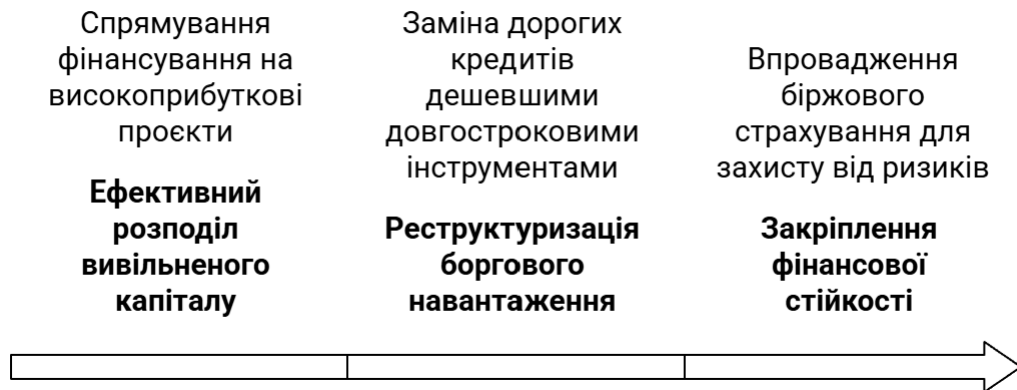 Спрямування
фінансування на
високоприбуткові
проєкти
Ефективний
розподіл
вивільненого
капіталу
Заміна дорогих
кредитів
дешевшими
довгостроковими
інструментами
Реструктуризація
боргового
навантаження
Впровадження
біржового
страхування для
захисту від ризиків
Закріплення
фінансової
стійкості